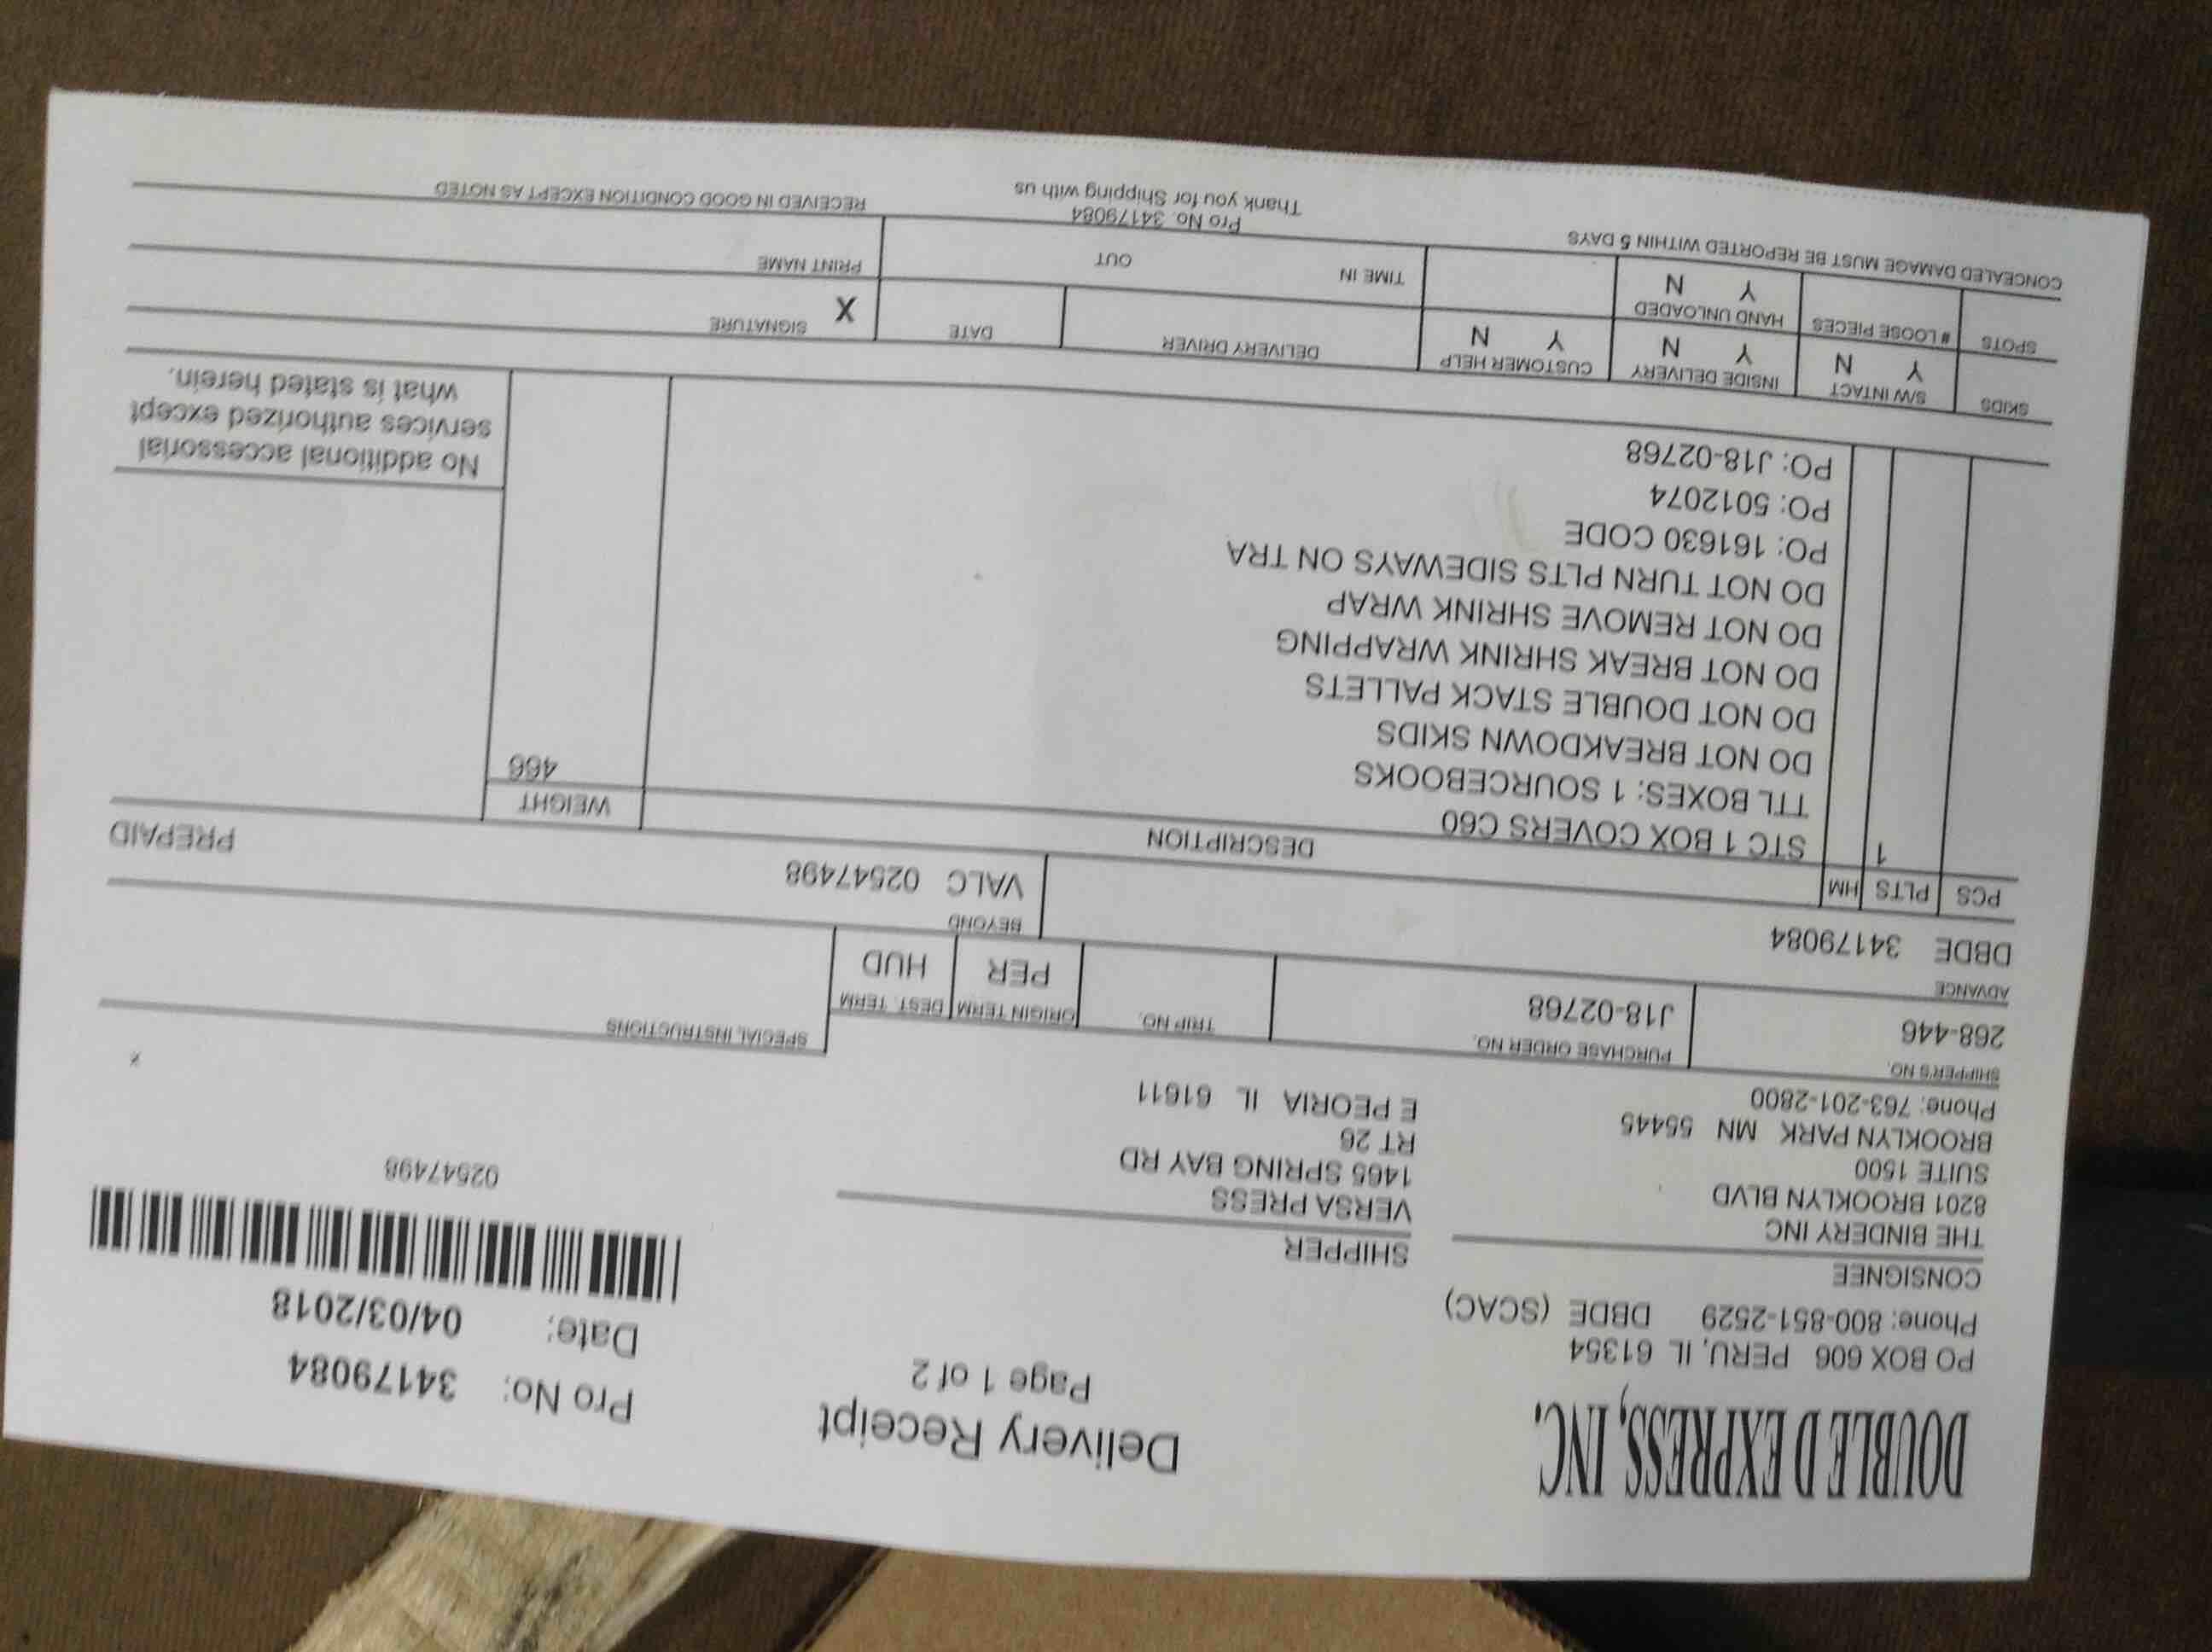 DOUBLE D EXPRESS, INC.
PO BOX 606 PERU, IL 61354
Phone: 800-851-2529 DBDE (SCAC)
Delivery Receipt
Page 1 of 2
Pro No: 34179084
Date: 04/03/2018
02547498
CONSIGNEE
THE BINDERY INC
8201 BROOKLYN BLVD
SUITE 1500
BROOKLYN PARK MN 55445
Phone: 763-201-2800
SHIPPER
VERSA PRESS
1465 SPRING BAY RD
RT 26
E PEORIA IL 61611
SHIPPER'S NO.
268-446
PURCHASE ORDER NO.
J18-02768
TRIP NO.
ORIGIN TERM
PER
DEST. TERM
HUD
SPECIAL INSTRUCTIONS
ADVANCE
DBDE 34179084
BEYOND
VALC 02547498
PREPAID
PCS PLTS HM DESCRIPTION WEIGHT
1 STC 1 BOX COVERS C60 466
TTL BOXES: 1 SOURCEBOOKS
DO NOT BREAKDOWN SKIDS
DO NOT DOUBLE STACK PALLETS
DO NOT BREAK SHRINK WRAPPING
DO NOT REMOVE SHRINK WRAP
DO NOT TURN PLTS SIDEWAYS ON TRA
PO: 161630 CODE
PO: 5012074
PO: J18-02768
No additional accessorial
services authorized except
what is stated herein.
SKIDS
S/W INTACT
Y N
INSIDE DELIVERY
Y N
CUSTOMER HELP
Y N
DELIVERY DRIVER
DATE
X SIGNATURE
SPOTS
# LOOSE PIECES
HAND UNLOADED
Y N
TIME IN OUT
PRINT NAME
CONCEALED DAMAGE MUST BE REPORTED WITHIN 5 DAYS
Pro No. 34179084
Thank you for Shipping with us
RECEIVED IN GOOD CONDITION EXCEPT AS NOTED